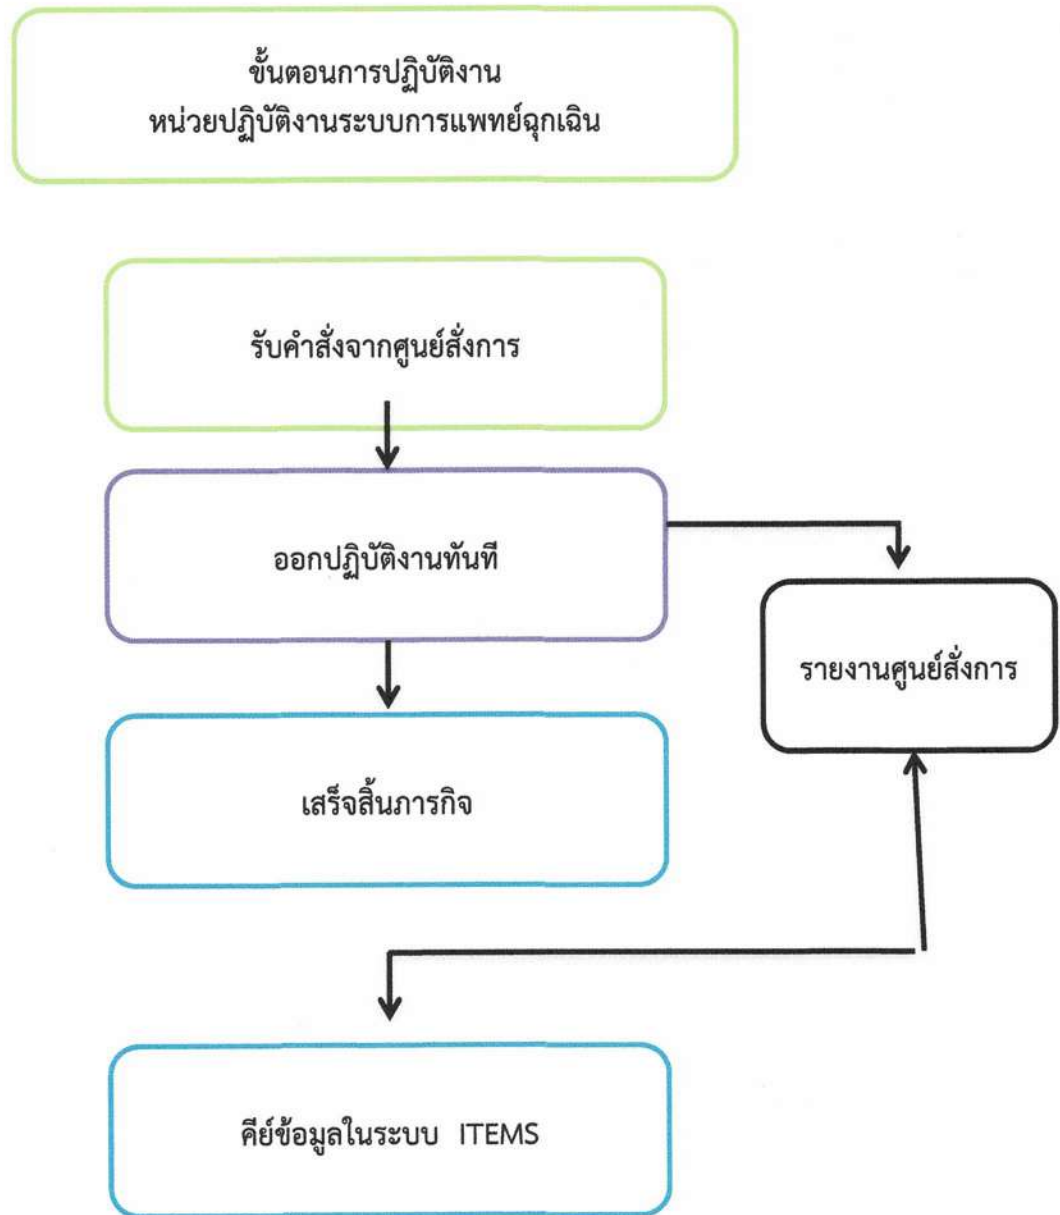 ขั้นตอนการปฏิบัติงาน
หน่วยปฏิบัติงานระบบการแพทย์ฉุกเฉิน
รับคำสั่งจากศูนย์สั่งการ
ออกปฏิบัติงานทันที
รายงานศูนย์สั่งการ
เสร็จสิ้นภารกิจ
คีย์ข้อมูลในระบบ ITEMS